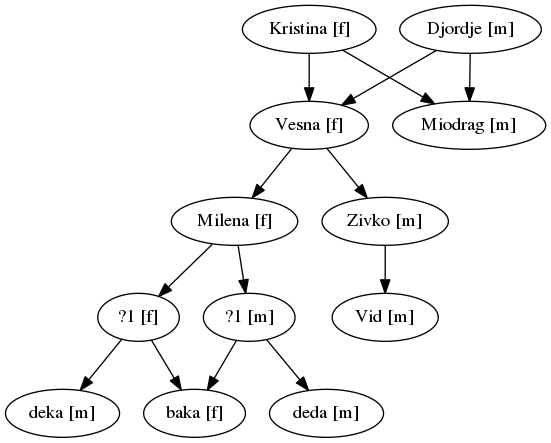 Kristina [f]
Djordje [m]
Vesna [f]
Miodrag [m]
Milena [f]
Zivko [m]
?1 [f]
?1 [m]
Vid [m]
deka [m]
baka [f]
deda [m]